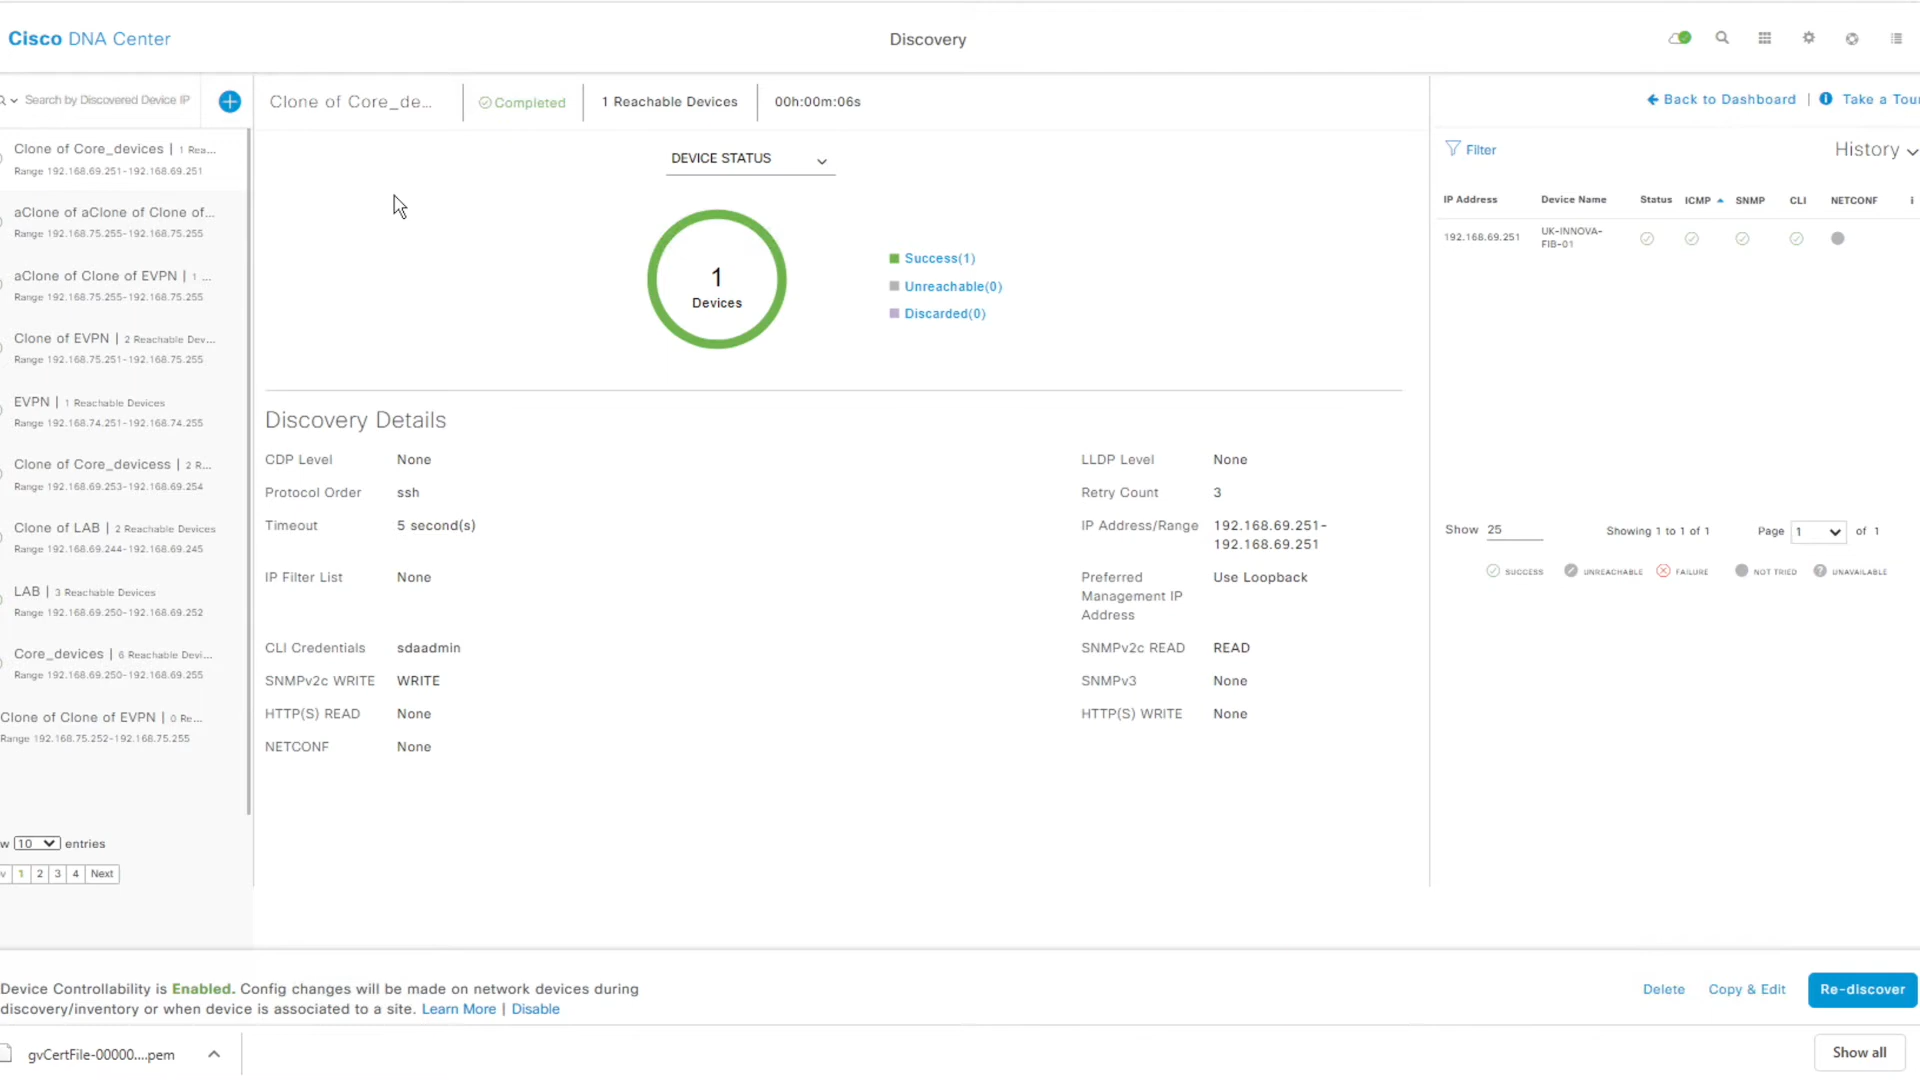 Cisco DNA Center
Discovery
Search by Discovered Device IP
Clone of Core_devices | 1 Rea...
Range 192.168.69.251-192.168.69.251
aClone of aClone of Clone of...
Range 192.168.75.255-192.168.75.255
aClone of Clone of EVPN | 1 ...
Range 192.168.75.255-192.168.75.255
Clone of EVPN | 2 Reachable Dev...
Range 192.168.75.251-192.168.75.255
EVPN | 1 Reachable Devices
Range 192.168.74.251-192.168.74.255
Clone of Core_devicess | 2 R...
Range 192.168.69.253-192.168.69.254
Clone of LAB | 2 Reachable Devices
Range 192.168.69.244-192.168.69.245
LAB | 3 Reachable Devices
Range 192.168.69.250-192.168.69.252
Core_devices | 6 Reachable Devi...
Range 192.168.69.250-192.168.69.255
Clone of Clone of EVPN | 0 Re...
Range 192.168.75.252-192.168.75.255
w 10 entries
v 1 2 3 4 Next
Clone of Core_de...
Completed
1 Reachable Devices
00h:00m:06s
DEVICE STATUS
1
Devices
Success(1)
Unreachable(0)
Discarded(0)
Discovery Details
CDP Level None
LLDP Level None
Protocol Order ssh
Retry Count 3
Timeout 5 second(s)
IP Address/Range 192.168.69.251-
192.168.69.251
IP Filter List None
Preferred Use Loopback
Management IP
Address
CLI Credentials sdaadmin
SNMPv2c READ READ
SNMPv2c WRITE WRITE
SNMPv3 None
HTTP(S) READ None
HTTP(S) WRITE None
NETCONF None
Back to Dashboard | Take a Tour
Filter
History
IP Address Device Name Status ICMP SNMP CLI NETCONF
192.168.69.251 UK-INNOVA-
FIB-01
Show 25 Showing 1 to 1 of 1 Page 1 of 1
SUCCESS UNREACHABLE FAILURE NOT TRIED UNAVAILABLE
Device Controllability is Enabled. Config changes will be made on network devices during
discovery/inventory or when device is associated to a site. Learn More | Disable
Delete Copy & Edit Re-discover
gvCertFile-00000....pem
Show all